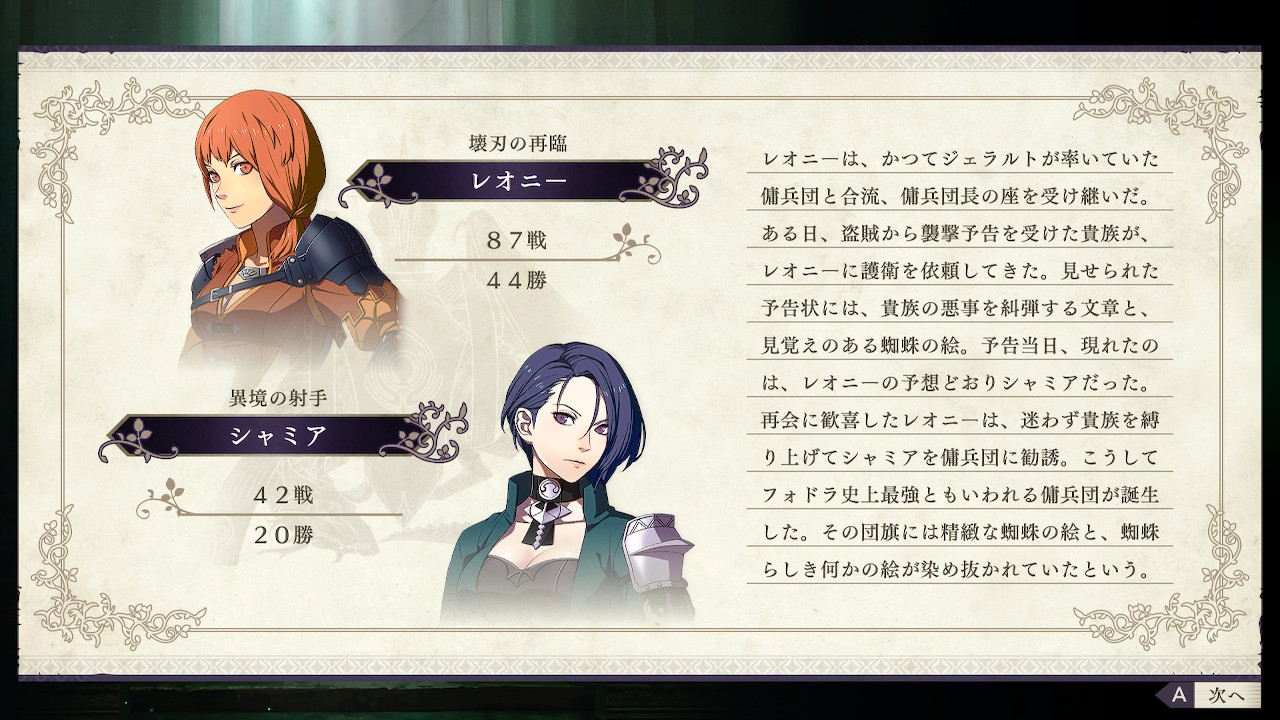 壊刃の再臨
レオニー
87戦
44勝
異境の射手
シャミア
42戦
20勝
レオニーは、かつてジェラルトが率いていた
傭兵団と合流、傭兵団長の座を受け継いだ。
ある日、盗賊から襲撃予告を受けた貴族が、
レオニーに護衛を依頼してきた。見せられた
予告状には、貴族の悪事を糾弾する文章と、
見覚えのある蜘蛛の絵。予告当日、現れたの
は、レオニーの予想どおりシャミアだった。
再会に歓喜したレオニーは、迷わず貴族を縛
り上げてシャミアを傭兵団に勧誘。こうして
フォドラ史上最強ともいわれる傭兵団が誕生
した。その団旗には精緻な蜘蛛の絵と、蜘蛛
らしき何かの絵が染め抜かれていたという。
A 次へ